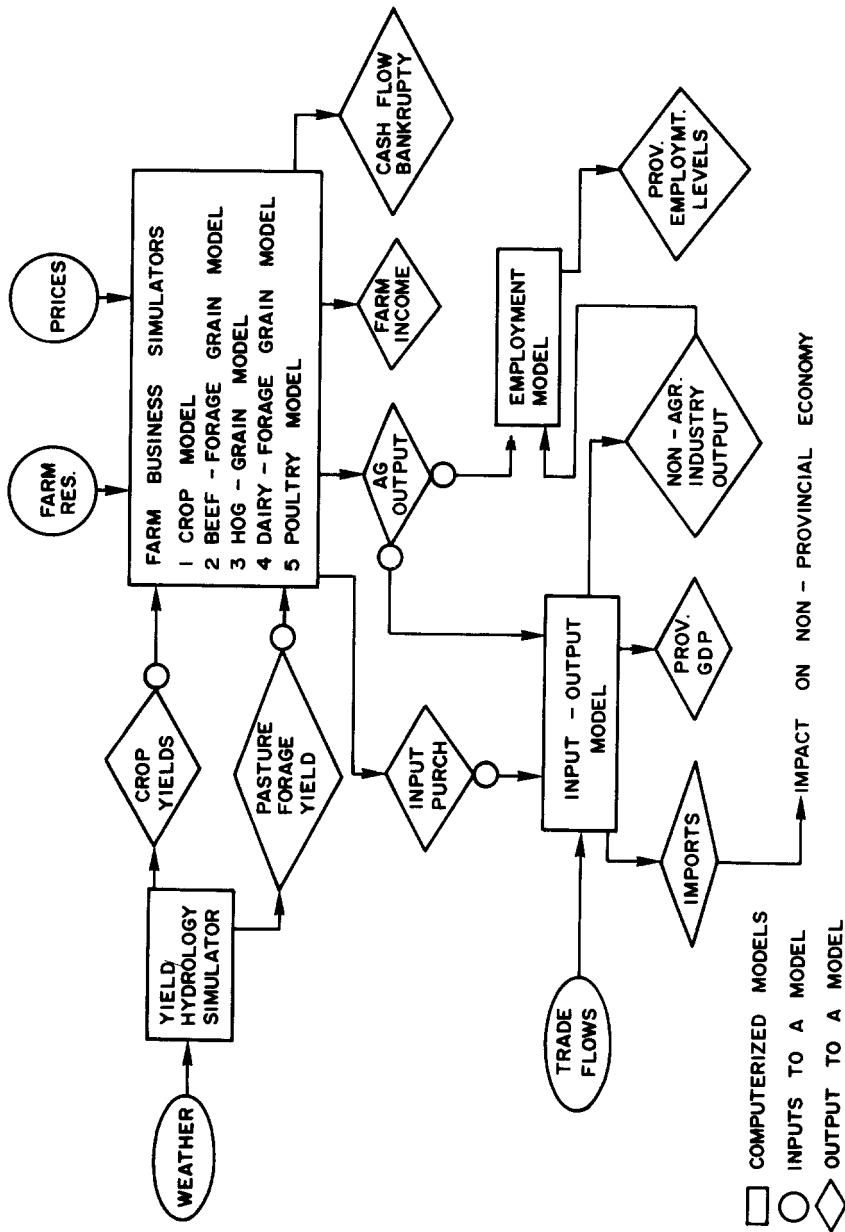 WEATHER
YIELD
HYDROLOGY
SIMULATOR
CROP
YIELDS
PASTURE
FORAGE
YIELD
FARM
RES.
PRICES
FARM BUSINESS SIMULATORS
1 CROP MODEL
2 BEEF - FORAGE GRAIN MODEL
3 HOG - GRAIN MODEL
4 DAIRY - FORAGE GRAIN MODEL
5 POULTRY MODEL
INPUT
PURCH
AG
OUTPUT
FARM
INCOME
CASH FLOW
BANKRUPTY
TRADE
FLOWS
INPUT - OUTPUT
MODEL
EMPLOYMENT
MODEL
IMPORTS
PROV.
GDP
NON - AGR.
INDUSTRY
OUTPUT
PROV.
EMPLOYMT.
LEVELS
IMPACT ON NON - PROVINCIAL ECONOMY
COMPUTERIZED MODELS
INPUTS TO A MODEL
OUTPUT TO A MODEL